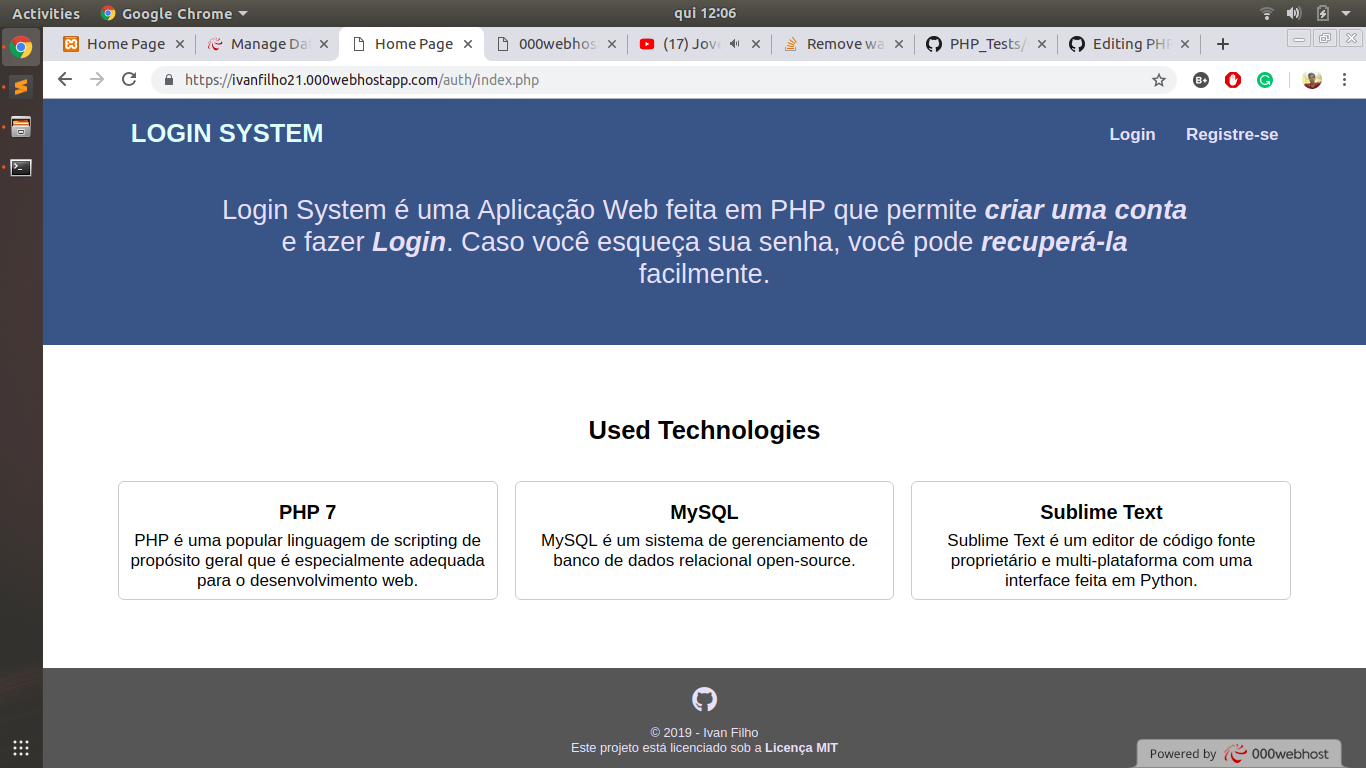 Activities
Google Chrome
qui 12:06
Home Page
Manage Da
Home Page
000webhos
(17) Jov
Remove wa
PHP_Tests/
Editing PH
https://ivanfilho21.000webhostapp.com/auth/index.php
B+
LOGIN SYSTEM
Login
Registre-se
Login System é uma Aplicação Web feita em PHP que permite criar uma conta
e fazer Login. Caso você esqueça sua senha, você pode recuperá-la
facilmente.
Used Technologies
PHP 7
PHP é uma popular linguagem de scripting de
propósito geral que é especialmente adequada
para o desenvolvimento web.
MySQL
MySQL é um sistema de gerenciamento de
banco de dados relacional open-source.
Sublime Text
Sublime Text é um editor de código fonte
proprietário e multi-plataforma com uma
interface feita em Python.
© 2019 - Ivan Filho
Este projeto está licenciado sob a Licença MIT
Powered by 000webhost